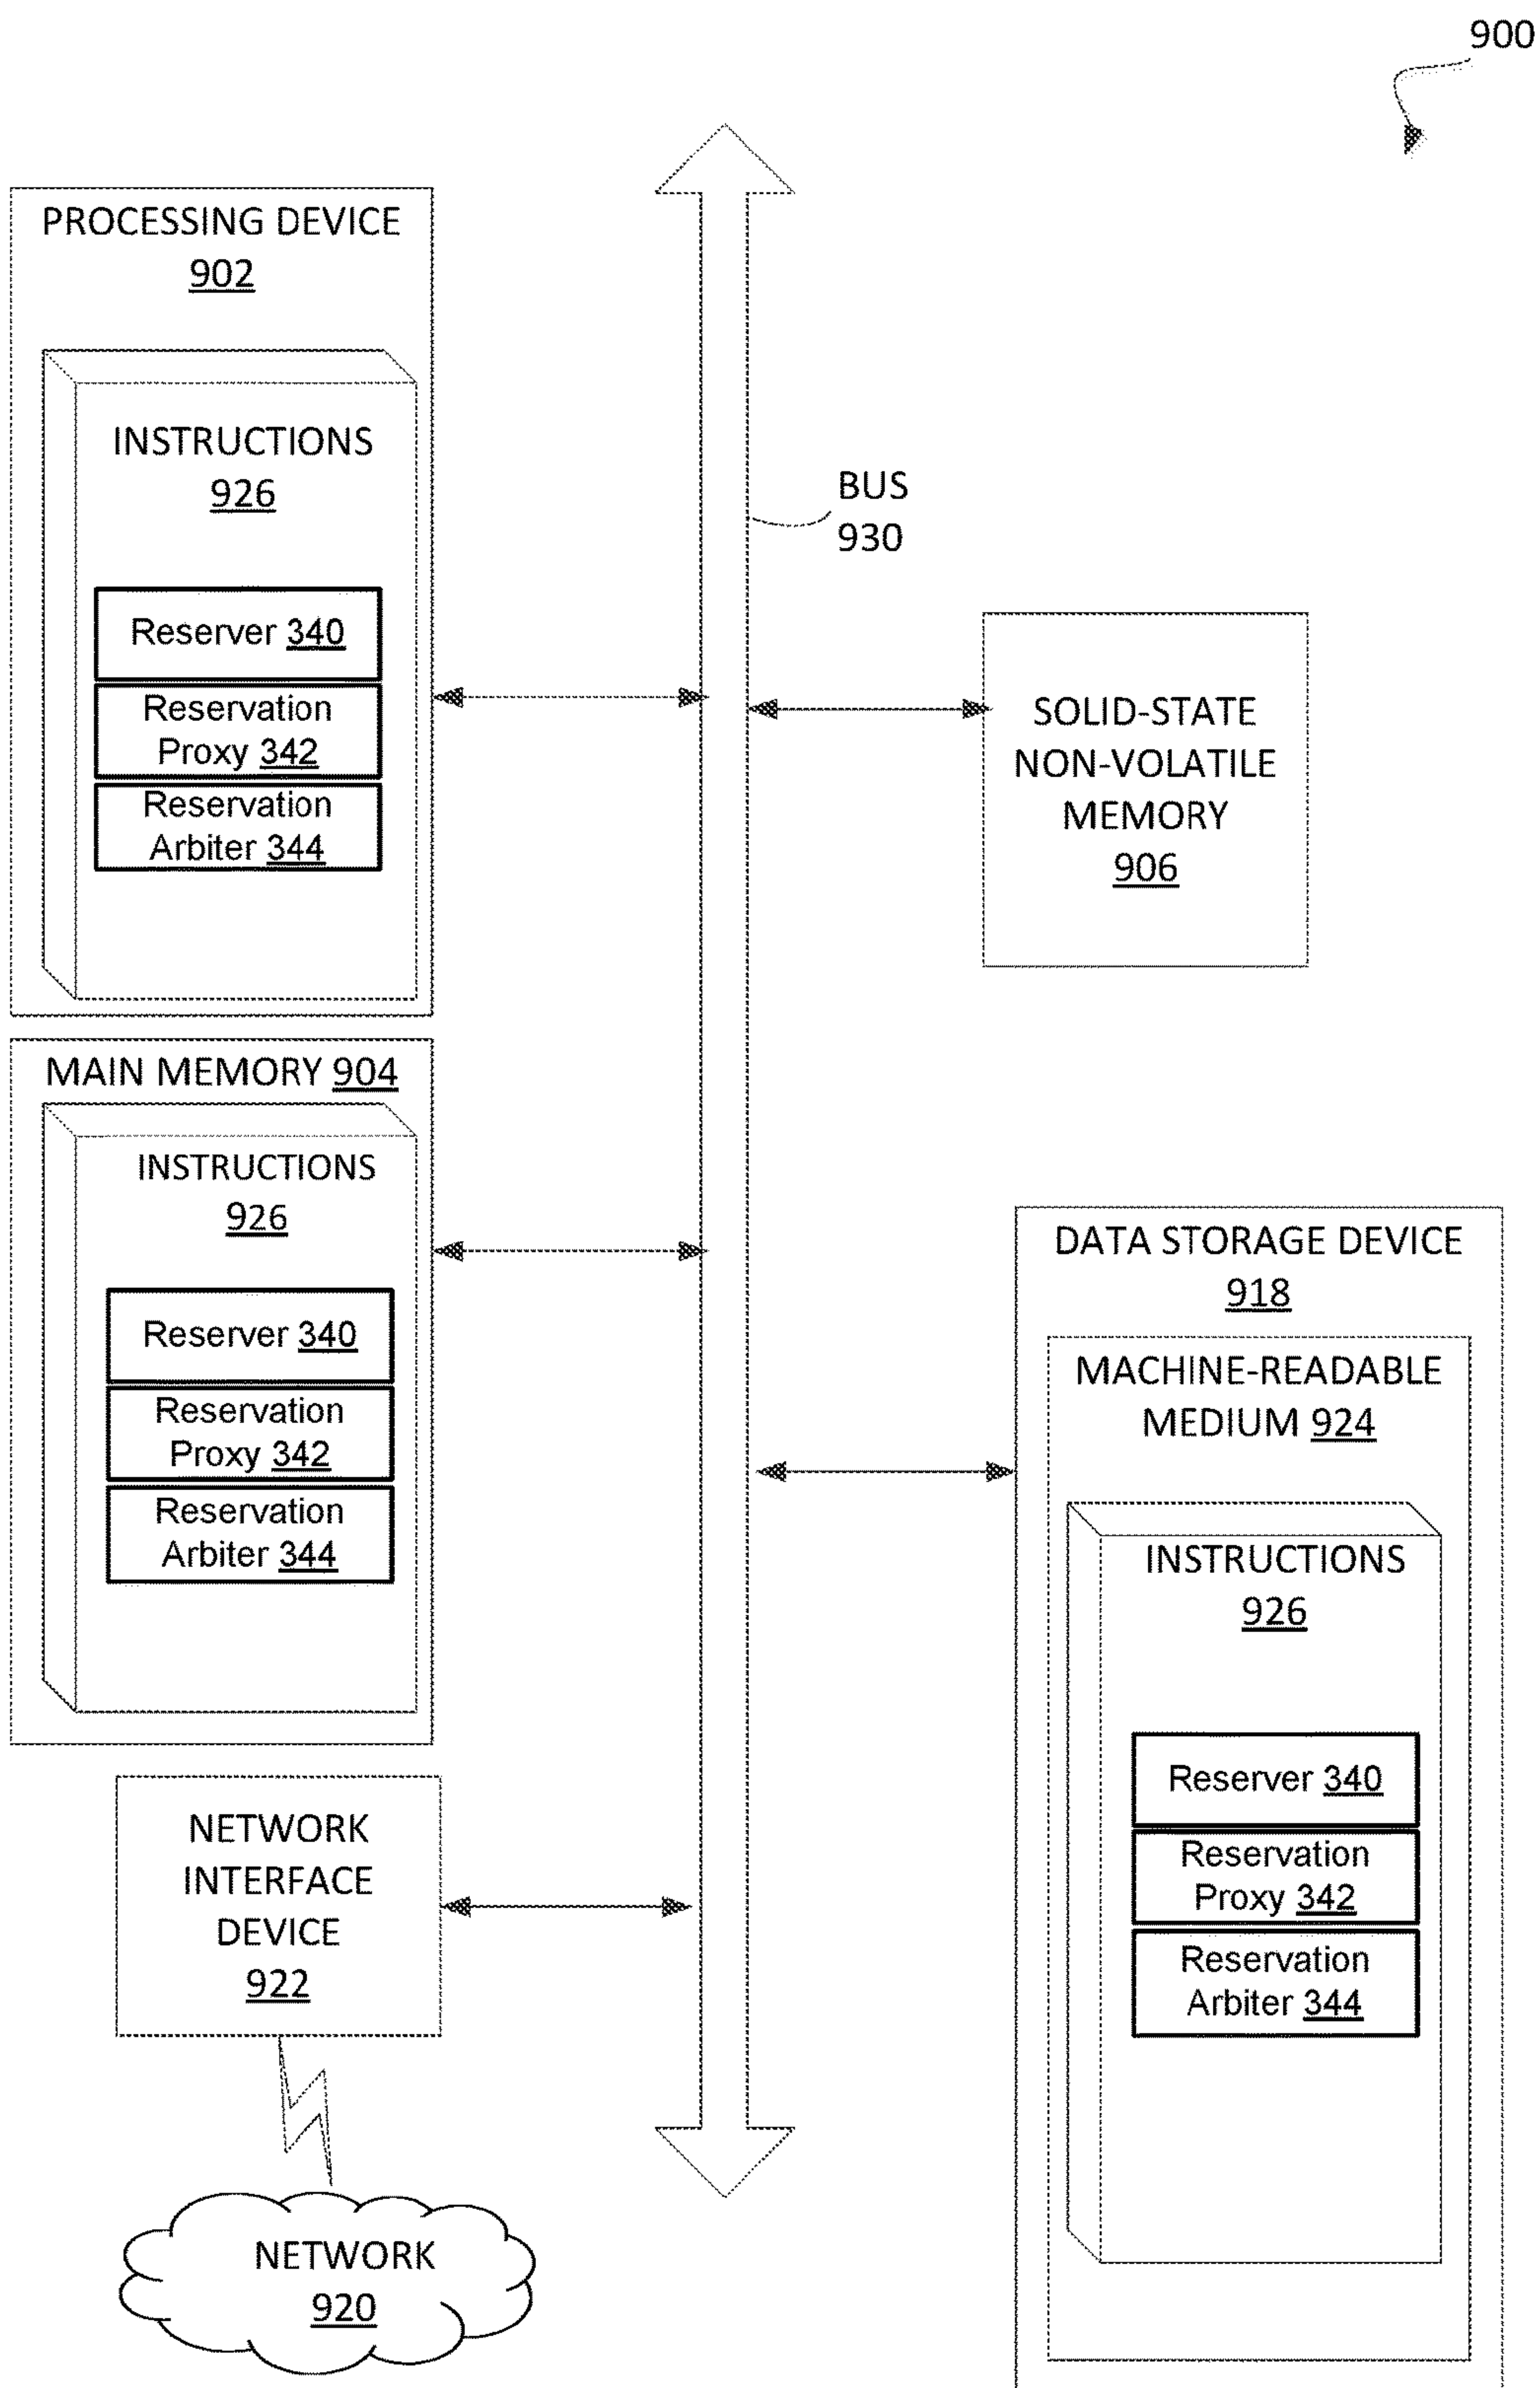 900
PROCESSING DEVICE
902
INSTRUCTIONS
926
Reserver 340
Reservation
Proxy 342
Reservation
Arbiter 344
BUS
930
SOLID-STATE
NON-VOLATILE
MEMORY
906
MAIN MEMORY 904
INSTRUCTIONS
926
Reserver 340
Reservation
Proxy 342
Reservation
Arbiter 344
DATA STORAGE DEVICE
918
MACHINE-READABLE
MEDIUM 924
INSTRUCTIONS
926
Reserver 340
Reservation
Proxy 342
Reservation
Arbiter 344
NETWORK
INTERFACE
DEVICE
922
NETWORK
920